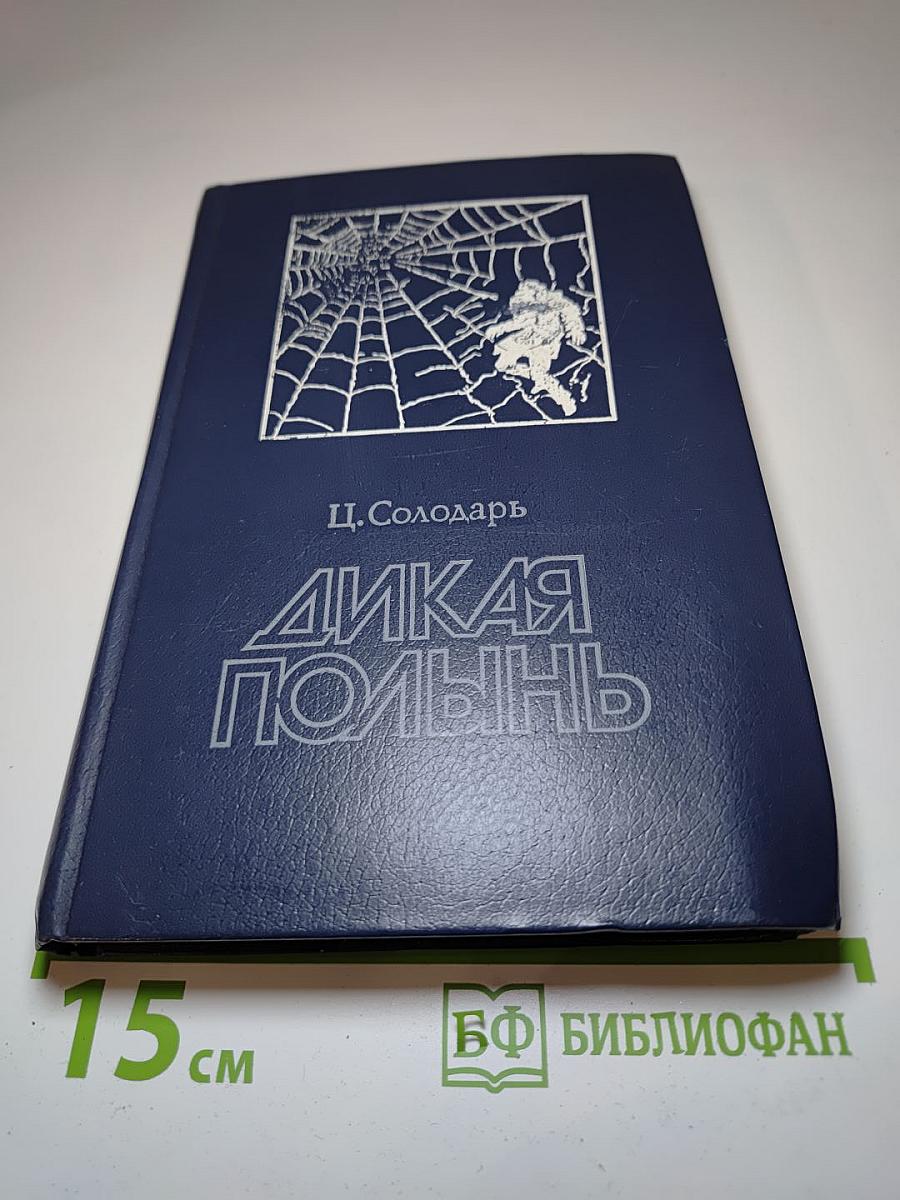 Ц. Солодарь
ДИКАЯ
ПОЛЫНЬ
15 см
БФ БИБЛИОФАН